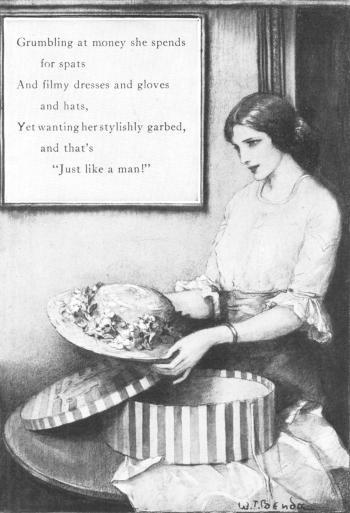 Grumbling at money she spends
for spats
And filmy dresses and gloves
and hats,
Yet wanting her stylishly garbed,
and that's
"Just like a man!"
W.T. Benda